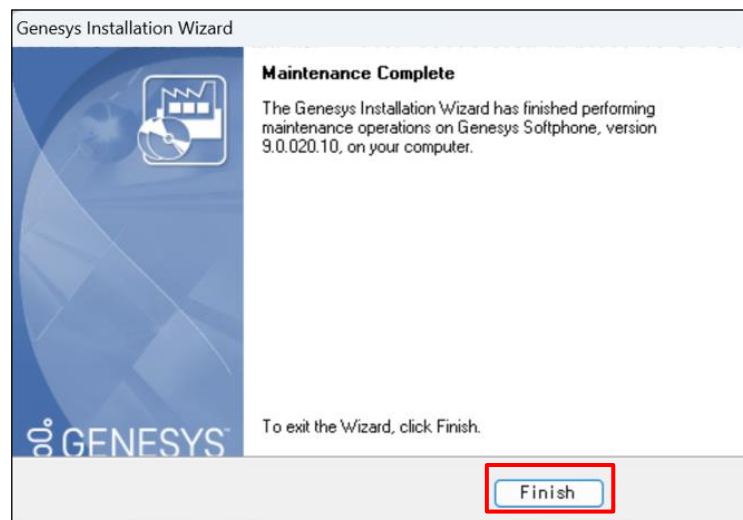 Genesys Installation Wizard
Maintenance Complete
The Genesys Installation Wizard has finished performing
maintenance operations on Genesys Softphone, version
9.0.020.10, on your computer.
To exit the Wizard, click Finish.
GENESYS
Finish